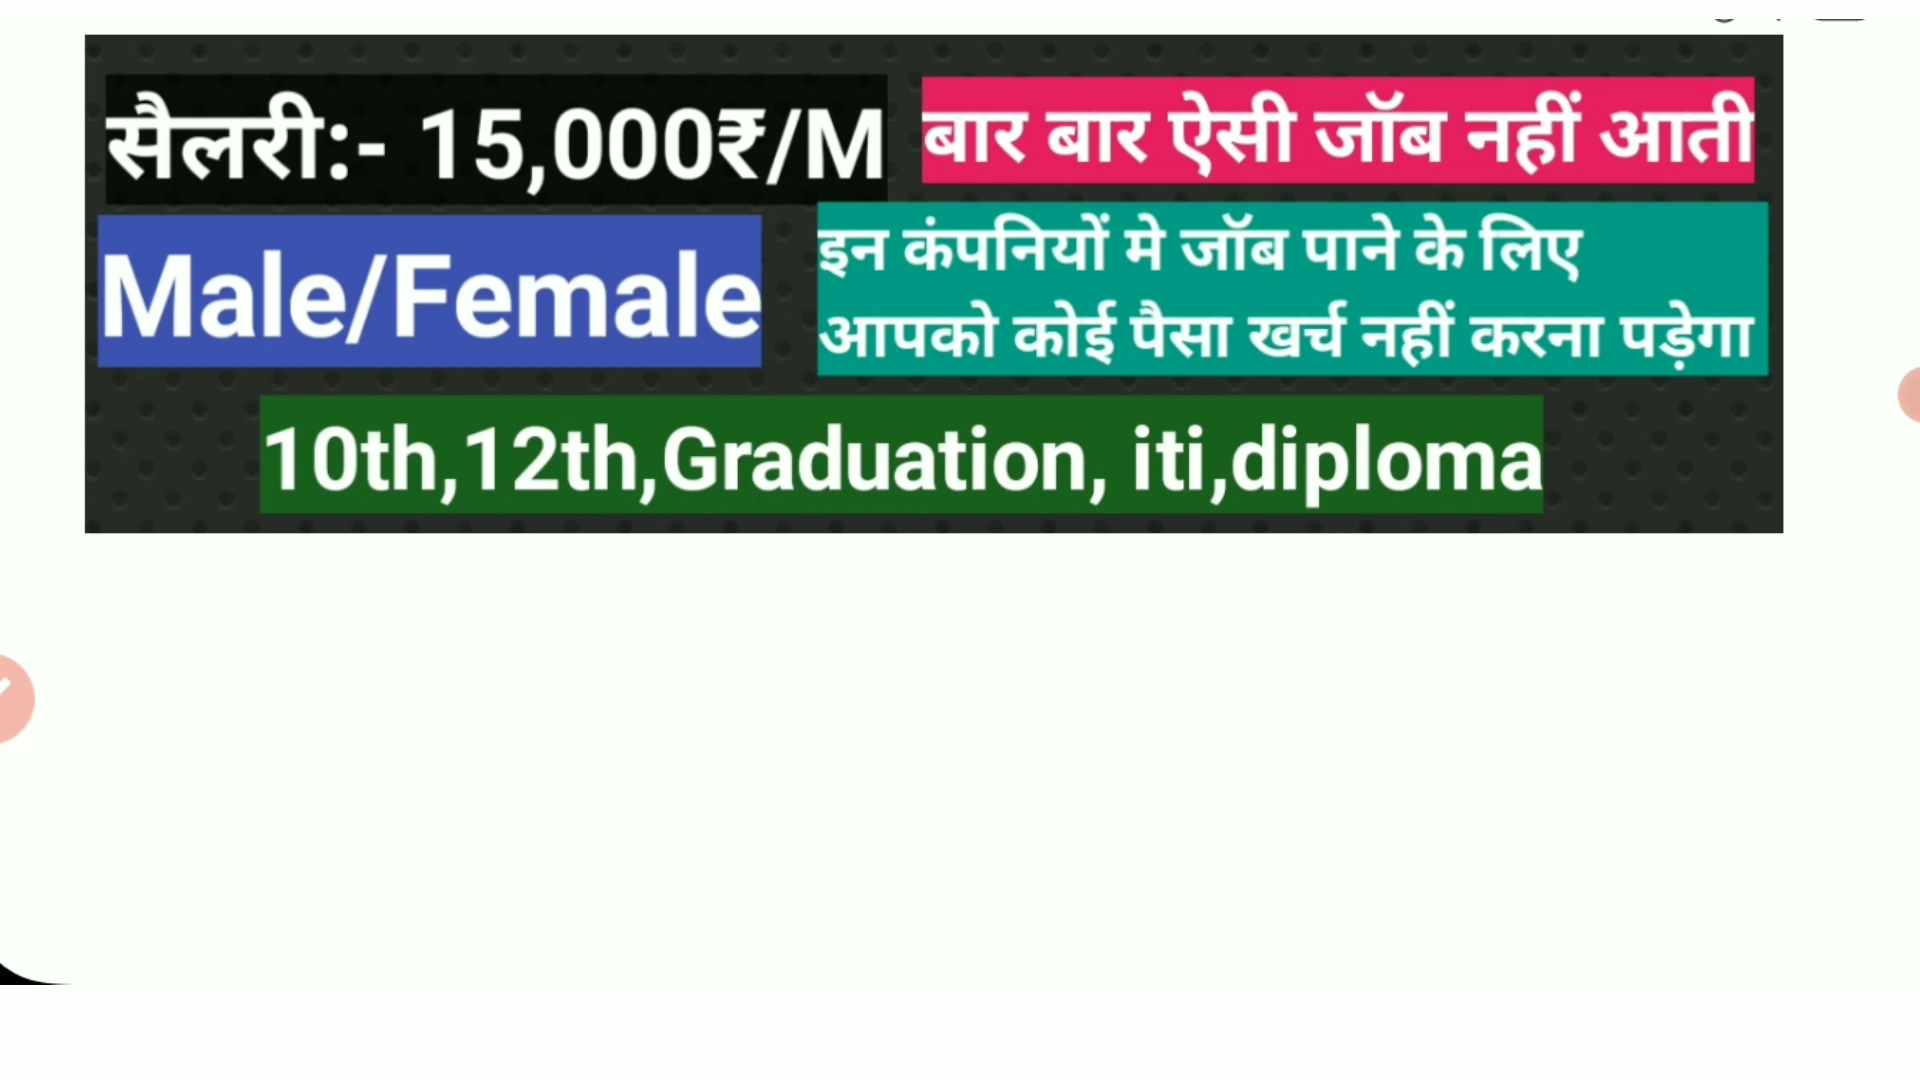 सैलरी:- 15,000₹/M
बार बार ऐसी जॉब नहीं आती
Male/Female
इन कंपनियों मे जॉब पाने के लिए
आपको कोई पैसा खर्च नहीं करना पड़ेगा
10th,12th,Graduation, iti,diploma